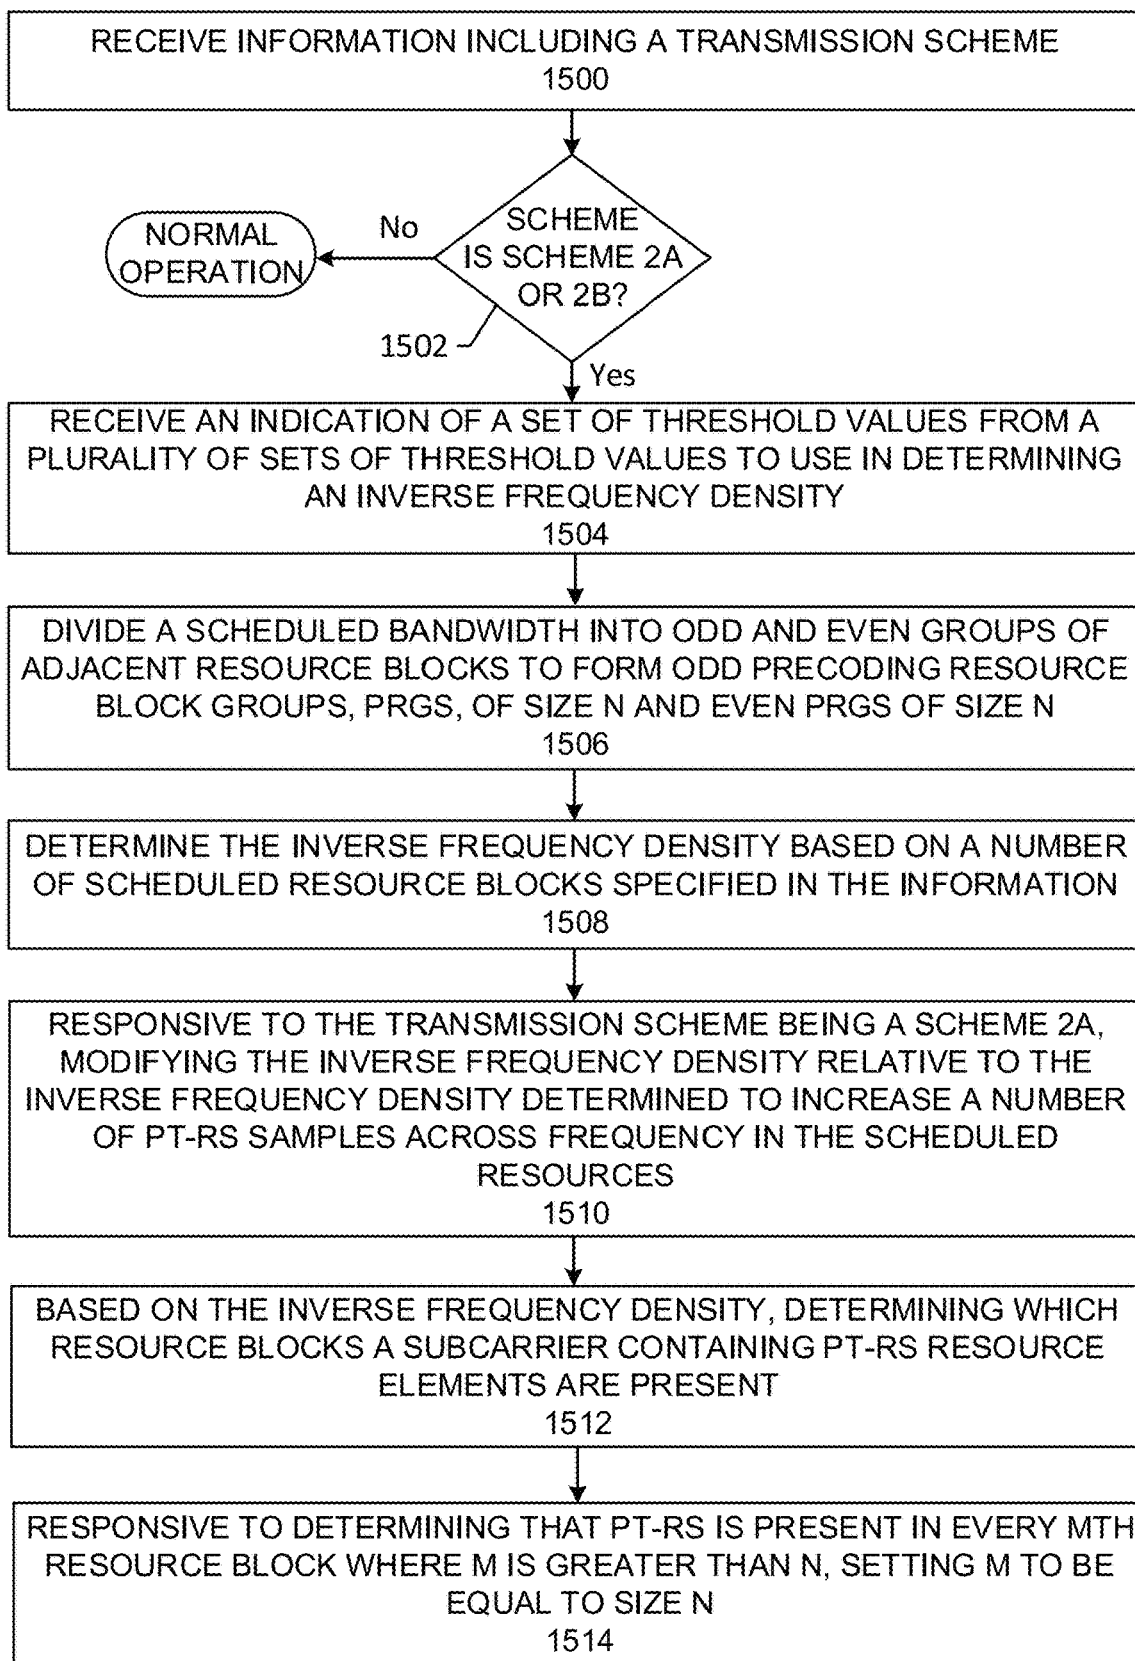 RECEIVE INFORMATION INCLUDING A TRANSMISSION SCHEME
1500
SCHEME
IS SCHEME 2A
OR 2B?
No
NORMAL
OPERATION
1502
Yes
RECEIVE AN INDICATION OF A SET OF THRESHOLD VALUES FROM A
PLURALITY OF SETS OF THRESHOLD VALUES TO USE IN DETERMINING
AN INVERSE FREQUENCY DENSITY
1504
DIVIDE A SCHEDULED BANDWIDTH INTO ODD AND EVEN GROUPS OF
ADJACENT RESOURCE BLOCKS TO FORM ODD PRECODING RESOURCE
BLOCK GROUPS, PRGS, OF SIZE N AND EVEN PRGS OF SIZE N
1506
DETERMINE THE INVERSE FREQUENCY DENSITY BASED ON A NUMBER
OF SCHEDULED RESOURCE BLOCKS SPECIFIED IN THE INFORMATION
1508
RESPONSIVE TO THE TRANSMISSION SCHEME BEING A SCHEME 2A,
MODIFYING THE INVERSE FREQUENCY DENSITY RELATIVE TO THE
INVERSE FREQUENCY DENSITY DETERMINED TO INCREASE A NUMBER
OF PT-RS SAMPLES ACROSS FREQUENCY IN THE SCHEDULED
RESOURCES
1510
BASED ON THE INVERSE FREQUENCY DENSITY, DETERMINING WHICH
RESOURCE BLOCKS A SUBCARRIER CONTAINING PT-RS RESOURCE
ELEMENTS ARE PRESENT
1512
RESPONSIVE TO DETERMINING THAT PT-RS IS PRESENT IN EVERY MTH
RESOURCE BLOCK WHERE M IS GREATER THAN N, SETTING M TO BE
EQUAL TO SIZE N
1514